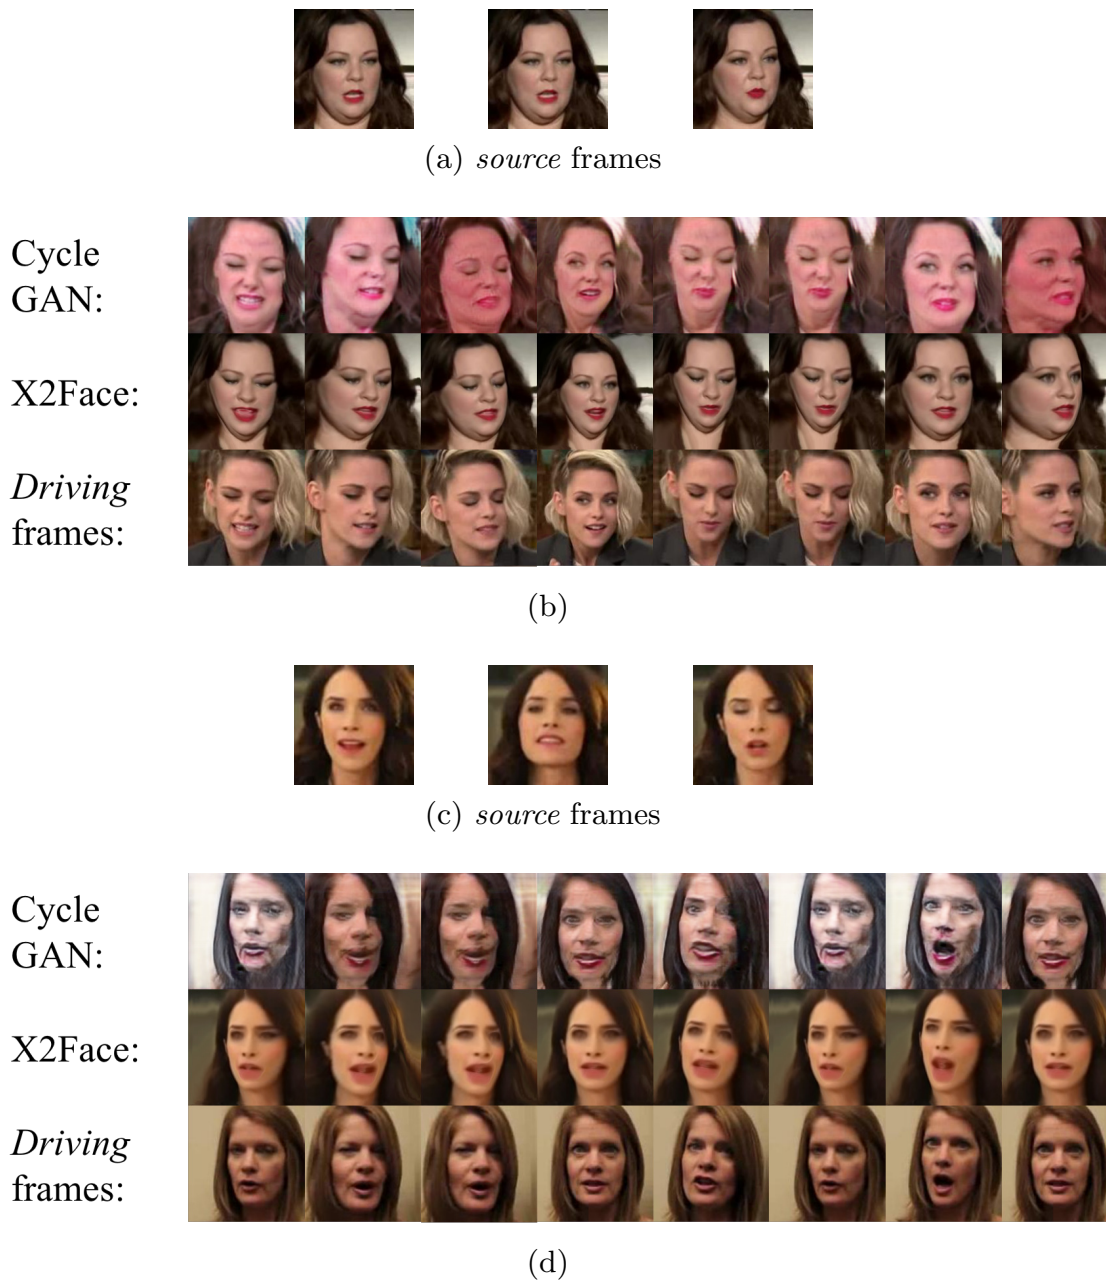 (a) source frames
Cycle
GAN:
X2Face:
Driving
frames:
(b)
(c) source frames
Cycle
GAN:
X2Face:
Driving
frames:
(d)